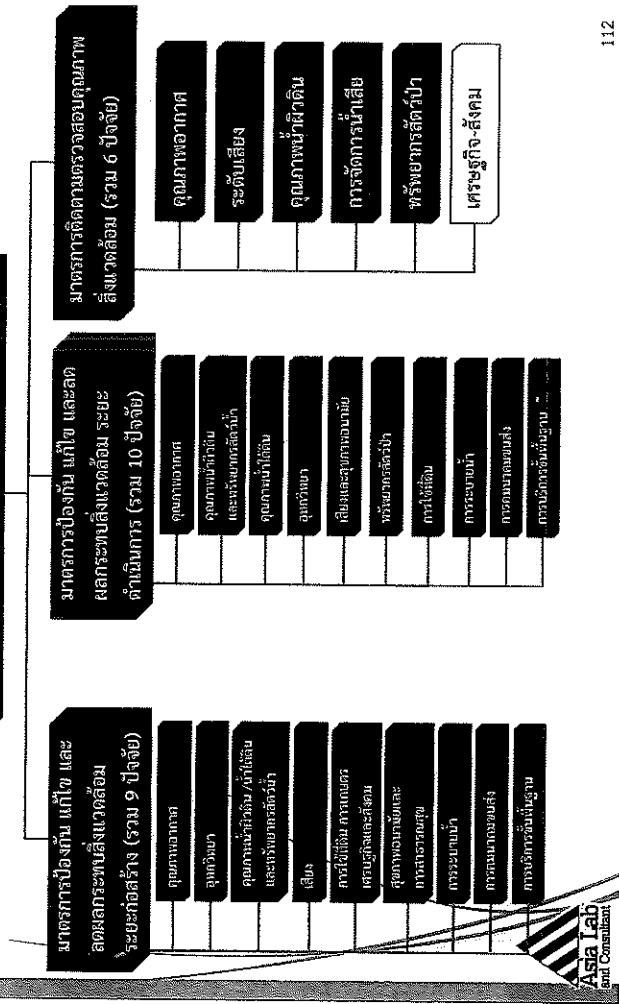 มาตรการป้องกัน แก้ไข และ
ลดผลกระทบสิ่งแวดล้อม
ระยะก่อสร้าง (รวม 9 ปัจจัย)
คุณภาพอากาศ
อุทกวิทยา
คุณภาพน้ำผิวดิน /น้ำใต้ดิน
และทรัพยากรสัตว์น้ำ
เสียง
การใช้ที่ดิน การเกษตร
เศรษฐกิจและสังคม
สุขภาพอนามัยและ
การสาธารณสุข
การระบายน้ำ
การคมนาคมขนส่ง
การบริการขั้นพื้นฐาน
มาตรการป้องกัน แก้ไข และลด
ผลกระทบสิ่งแวดล้อม ระยะ
ดำเนินการ (รวม 10 ปัจจัย)
คุณภาพอากาศ
คุณภาพน้ำผิวดิน
และทรัพยากรสัตว์น้ำ
คุณภาพน้ำใต้ดิน
อุทกวิทยา
เสียงและสุขภาพอนามัย
ทรัพยากรสัตว์ป่า
การใช้ที่ดิน
การระบายน้ำ
การคมนาคมขนส่ง
การบริการขั้นพื้นฐาน
มาตรการติดตามตรวจสอบคุณภาพ
สิ่งแวดล้อม (รวม 6 ปัจจัย)
คุณภาพอากาศ
ระดับเสียง
คุณภาพน้ำผิวดิน
การจัดการน้ำเสีย
ทรัพยากรสัตว์ป่า
เศรษฐกิจ-สังคม
Asia Lab
and Consultant
112